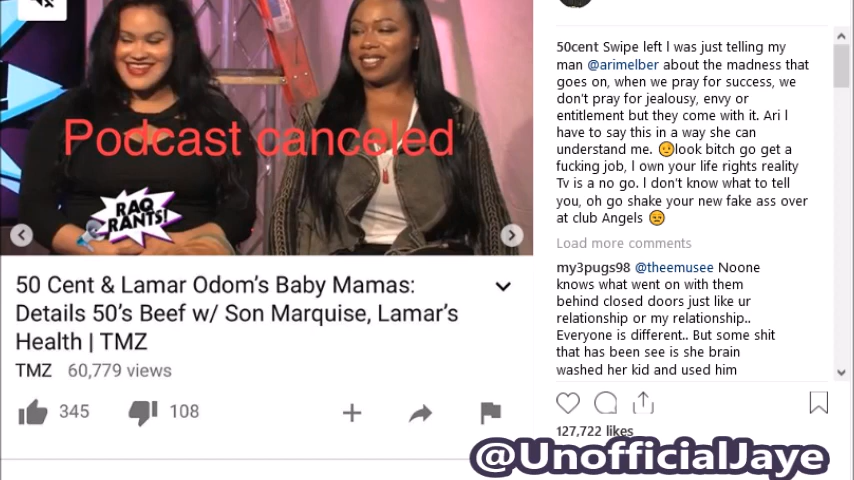 Podcast canceled
RAQ
RANTS!
50 Cent & Lamar Odom's Baby Mamas:
Details 50's Beef w/ Son Marquise, Lamar's
Health | TMZ
TMZ 60,779 views
345 108
50cent Swipe left I was just telling my
man @arimelber about the madness that
goes on, when we pray for success, we
don't pray for jealousy, envy or
entitlement but they come with it. Ari I
have to say this in a way she can
understand me. 😟look bitch go get a
fucking job, I own your life rights reality
Tv is a no go. I don't know what to tell
you, oh go shake your new fake ass over
at club Angels 😟
Load more comments
my3pugs98 @theemusee Noone
knows what went on with them
behind closed doors just like ur
relationship or my relationship..
Everyone is different.. But some shit
that has been see is she brain
washed her kid and used him
127,722 likes
@UnofficialJaye